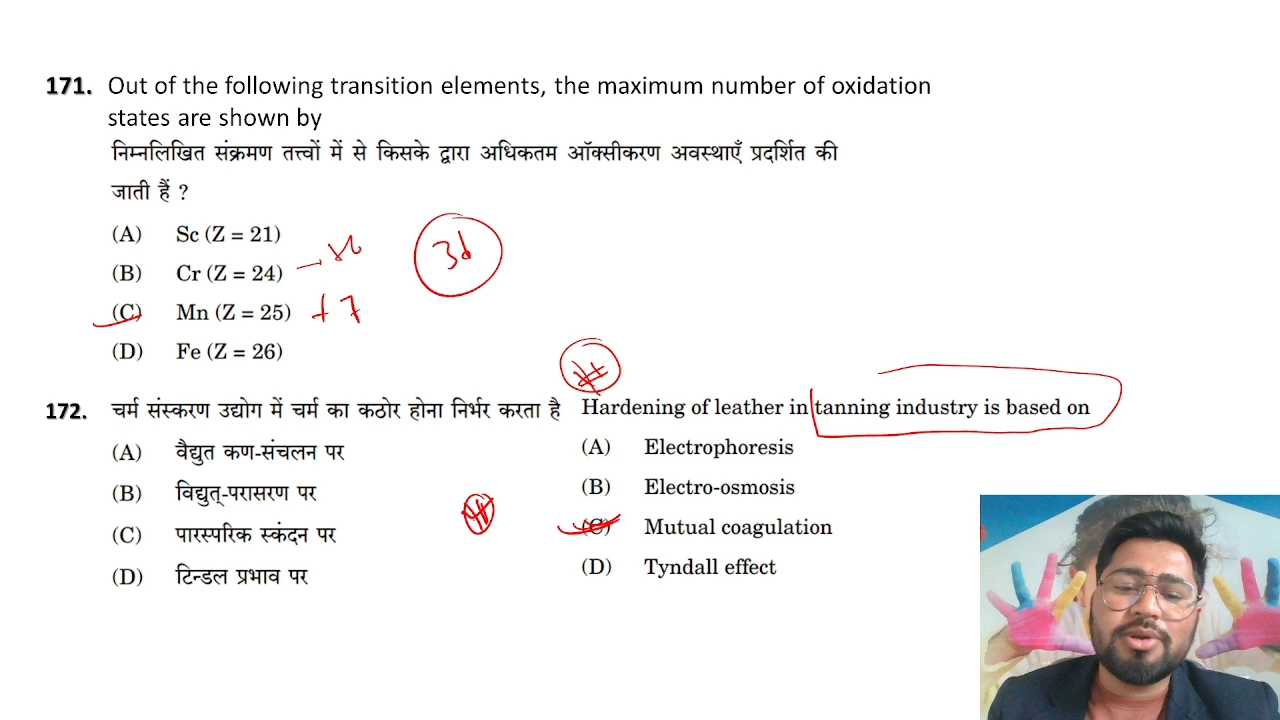 171. Out of the following transition elements, the maximum number of oxidation
states are shown by
निम्नलिखित संक्रमण तत्त्वों में से किसके द्वारा अधिकतम ऑक्सीकरण अवस्थाएँ प्रदर्शित की
जाती हैं ?
(A) Sc (Z = 21)
(B) Cr (Z = 24)
(C) Mn (Z = 25) +7
(D) Fe (Z = 26)
3d
172. चर्म संस्करण उद्योग में चर्म का कठोर होना निर्भर करता है
(A) वैद्युत कण-संचलन पर
(B) विद्युत्-परासरण पर
(C) पारस्परिक स्कंदन पर
(D) टिन्डल प्रभाव पर
Hardening of leather in tanning industry is based on
(A) Electrophoresis
(B) Electro-osmosis
(C) Mutual coagulation
(D) Tyndall effect